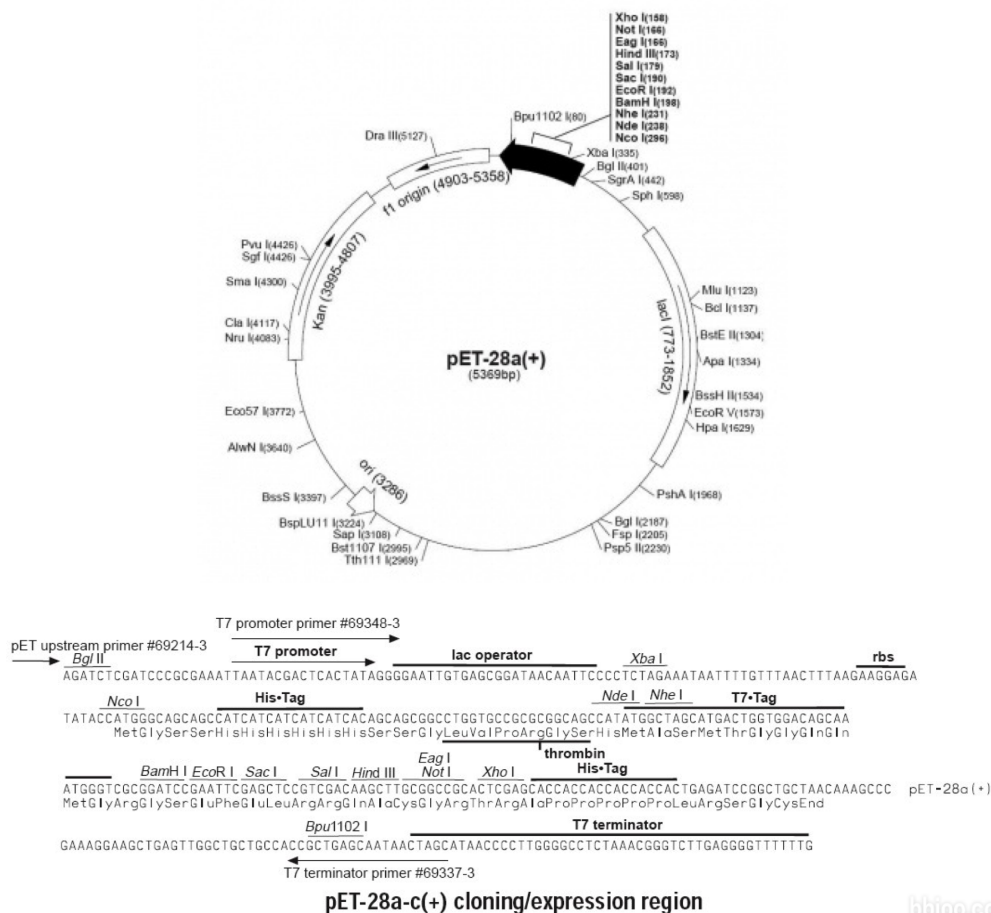 Xho I(158)
Not I(166)
Eag I(166)
Hind III(173)
Sal I(179)
Sac I(190)
EcoR I(192)
BamH I(198)
Nhe I(231)
Nde I(238)
Nco I(296)
Bpu1102 I(80)
Dra III(5127)
Xba I(335)
Bgl II(401)
SgrA I(442)
Sph I(598)
f1 origin (4903-5358)
Pvu I(4426)
Sgf I(4426)
Sma I(4300)
Kan (3995-4807)
Cla I(4117)
Nru I(4083)
Mlu I(1123)
Bcl I(1137)
BstE II(1304)
Apa I(1334)
lacI (773-1852)
pET-28a(+)
(5369bp)
BssH II(1534)
EcoR V(1573)
Hpa I(1629)
Eco57 I(3772)
AlwN I(3640)
ori (3286)
BssS I(3397)
PshA I(1968)
BspLU11 I(3224)
Sap I(3108)
Bst1107 I(2995)
Tth111 I(2969)
Bgl I(2187)
Fsp I(2205)
Psp5 II(2230)
T7 promoter primer #69348-3
pET upstream primer #69214-3
Bgl II
T7 promoter
lac operator
Xba I
rbs
AGATCTCGATCCCGCGAAATTAATACGACTCACTATAGGGGAATTGTGAGCGGATAACAATTCCCCTCTAGAAATAATTTTGTTTAACTTTAAGAAGGAGA
Nco I
His•Tag
Nde I
Nhe I
T7•Tag
TATACCATGGGCAGCAGCCATCATCATCATCATCACAGCAGCGGCCTGGTGCCGCGCGGCAGCCATATGGCTAGCATGACTGGTGGACAGCAA
MetGlySerSerHisHisHisHisHisHisSerSerGlyLeuValProArgGlySerHisMetAlaSerMetThrGlyGlyGlnGln
thrombin
BamH I
EcoR I
Sac I
Sal I
Hind III
Eag I
Not I
Xho I
His•Tag
ATGGGTCGCGGATCCGAATTCGAGCTCCGTCGACAAGCTTGCGGCCGCACTCGAGCACCACCACCACCACCACTGAGATCCGGCTGCTAACAAAGCCC
pET-28a(+)
MetGlyArgGlySerGluPheGluLeuArgArgGlnAlaCysGlyArgThrArgAlaProProProProProProLeuArgSerGlyCysEnd
Bpu1102 I
T7 terminator
GAAAGGAAGCTGAGTTGGCTGCTGCCACCGCTGAGCAATAACTAGCATAACCCCTTGGGGCCTCTAAACGGGTCTTGAGGGGTTTTTTG
T7 terminator primer #69337-3
pET-28a-c(+) cloning/expression region